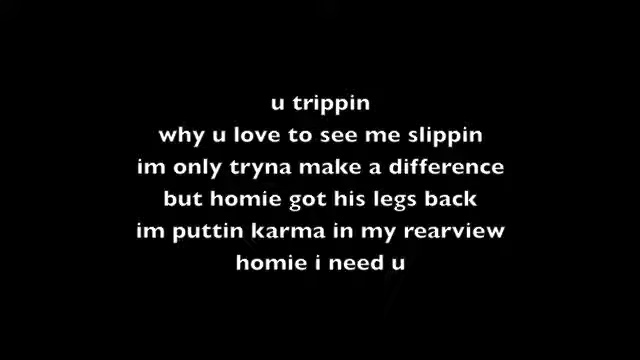 u trippin
why u love to see me slippin
im only tryna make a difference
but homie got his legs back
im puttin karma in my rearview
homie i need u